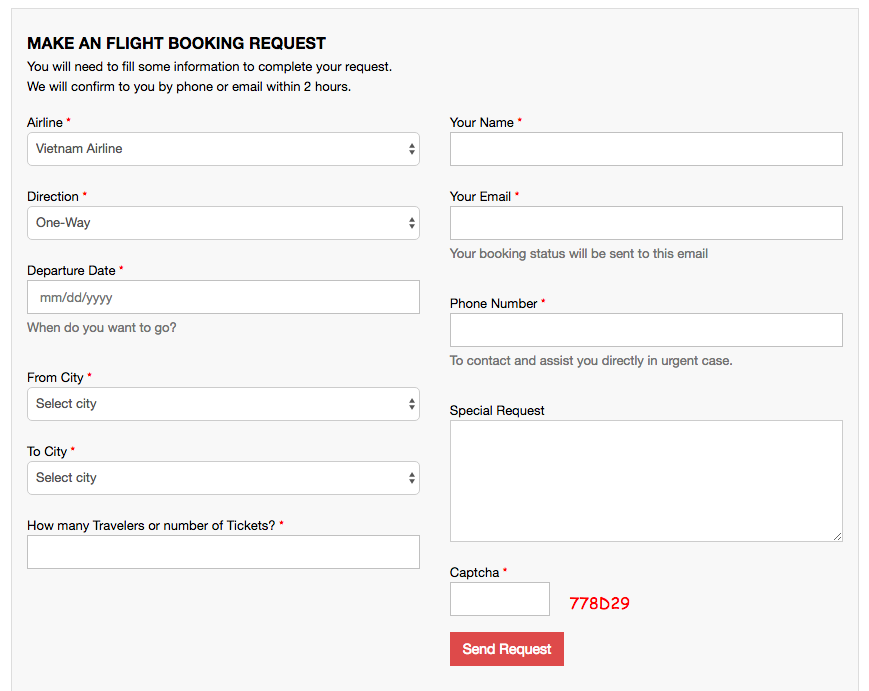 MAKE AN FLIGHT BOOKING REQUEST
You will need to fill some information to complete your request.
We will confirm to you by phone or email within 2 hours.
Airline *
Vietnam Airline
Direction *
One-Way
Departure Date *
mm/dd/yyyy
When do you want to go?
From City *
Select city
To City *
Select city
How many Travelers or number of Tickets? *
Your Name *
Your Email *
Your booking status will be sent to this email
Phone Number *
To contact and assist you directly in urgent case.
Special Request
Captcha *
778D29
Send Request